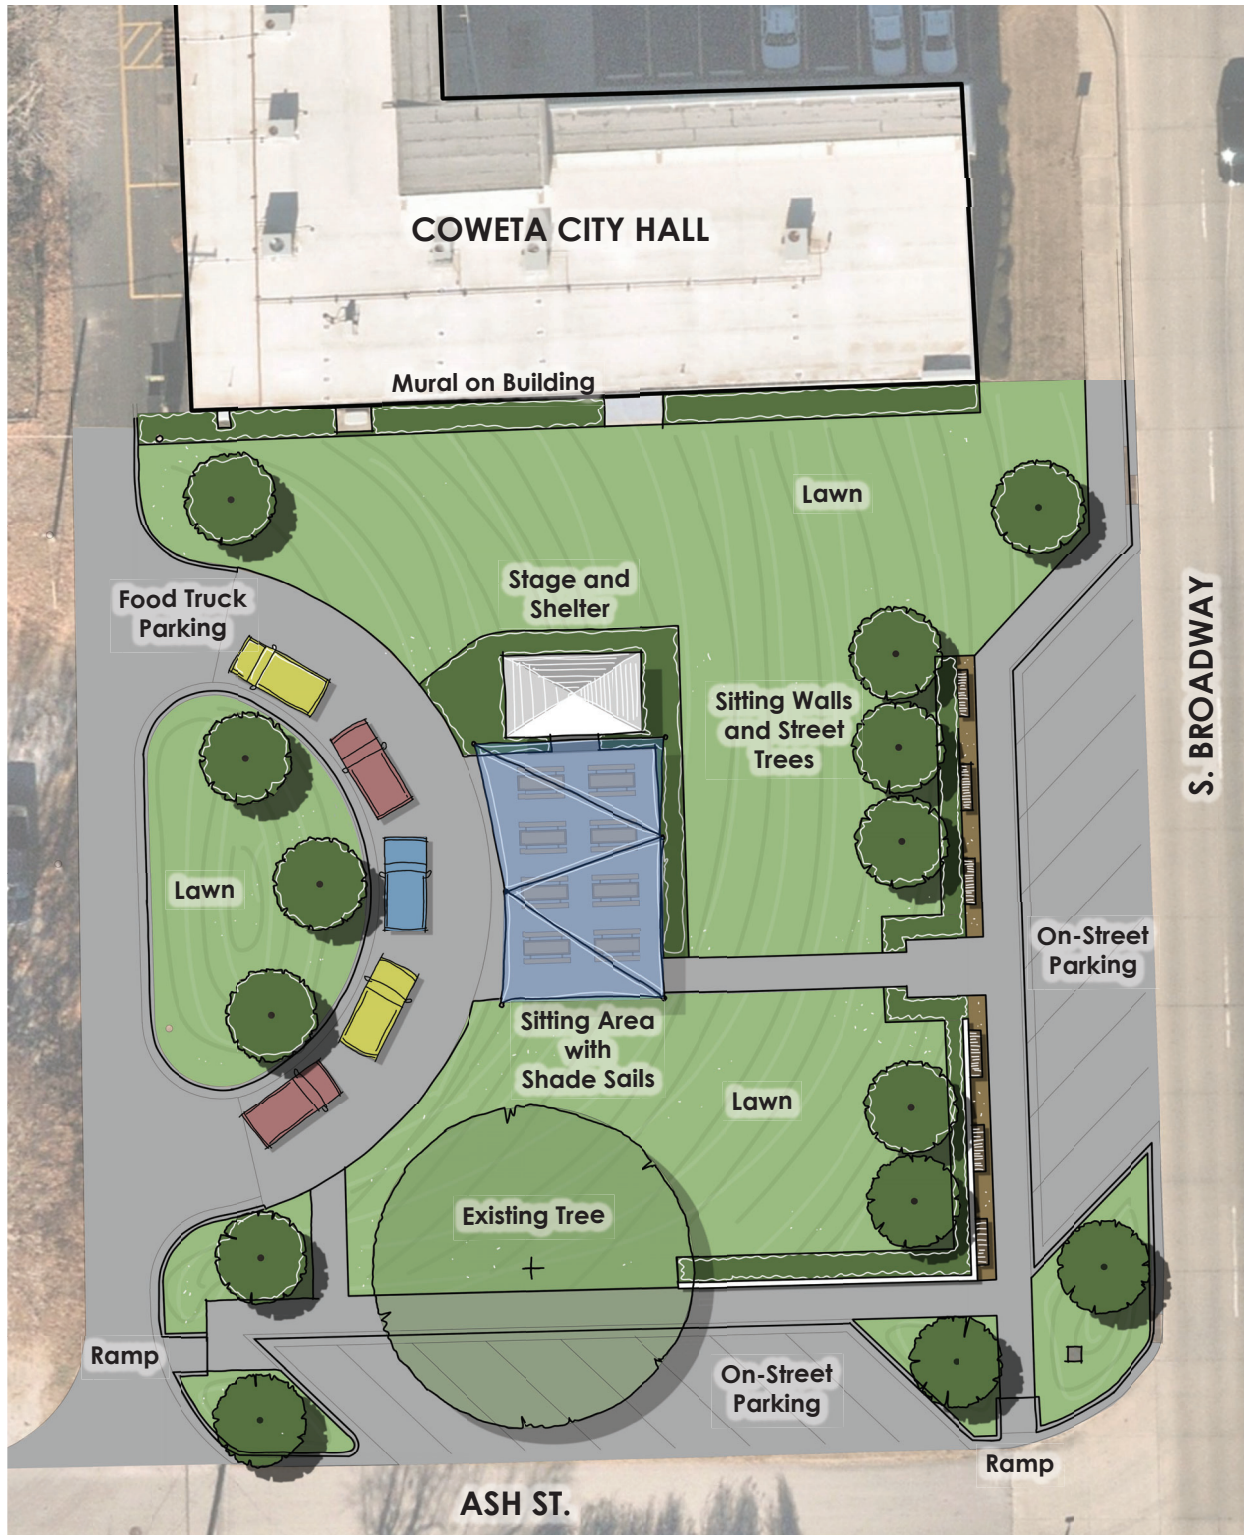 COWETA CITY HALL
Mural on Building
Lawn
Stage and
Shelter
Food Truck
Parking
Sitting Walls
and Street
Trees
S. BROADWAY
Lawn
On-Street
Parking
Sitting Area
with
Shade Sails
Lawn
Existing Tree
Ramp
On-Street
Parking
Ramp
ASH ST.